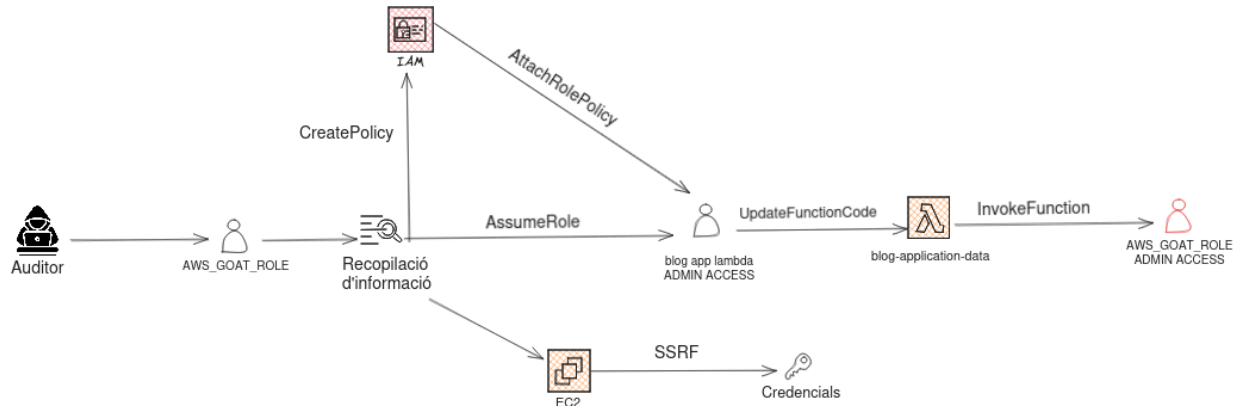 IAM
AttachRolePolicy
CreatePolicy
Auditor
AWS_GOAT_ROLE
Recopilació
d'informació
AssumeRole
blog app lambda
ADMIN ACCESS
UpdateFunctionCode
blog-application-data
InvokeFunction
AWS_GOAT_ROLE
ADMIN ACCESS
EC2
SSRF
Credencials